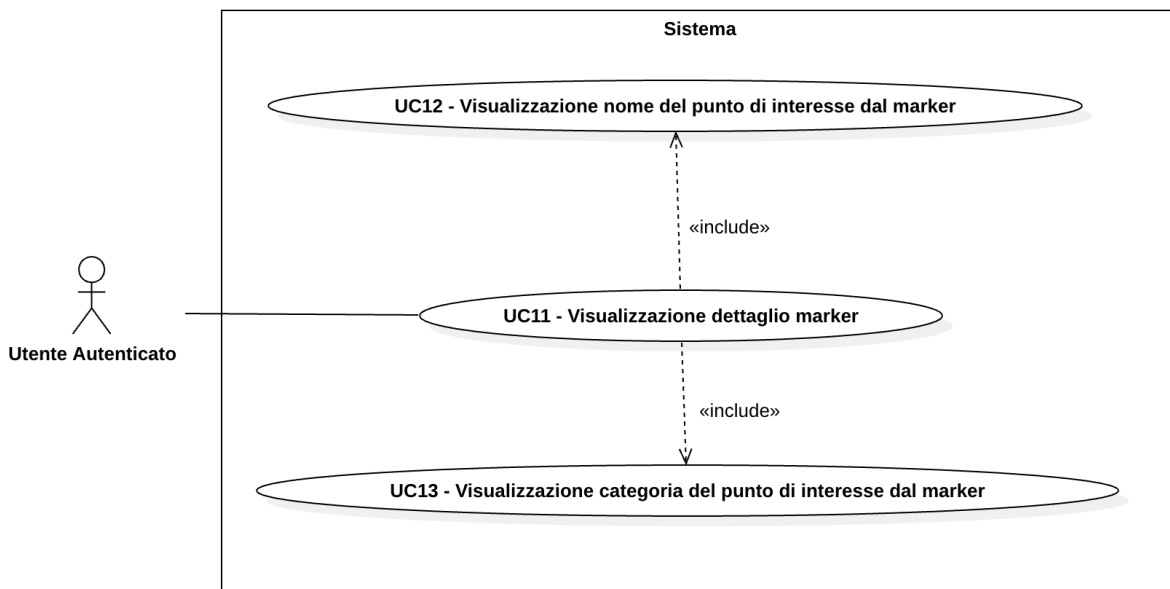 Sistema
UC12 - Visualizzazione nome del punto di interesse dal marker
«include»
UC11 - Visualizzazione dettaglio marker
Utente Autenticato
«include»
UC13 - Visualizzazione categoria del punto di interesse dal marker